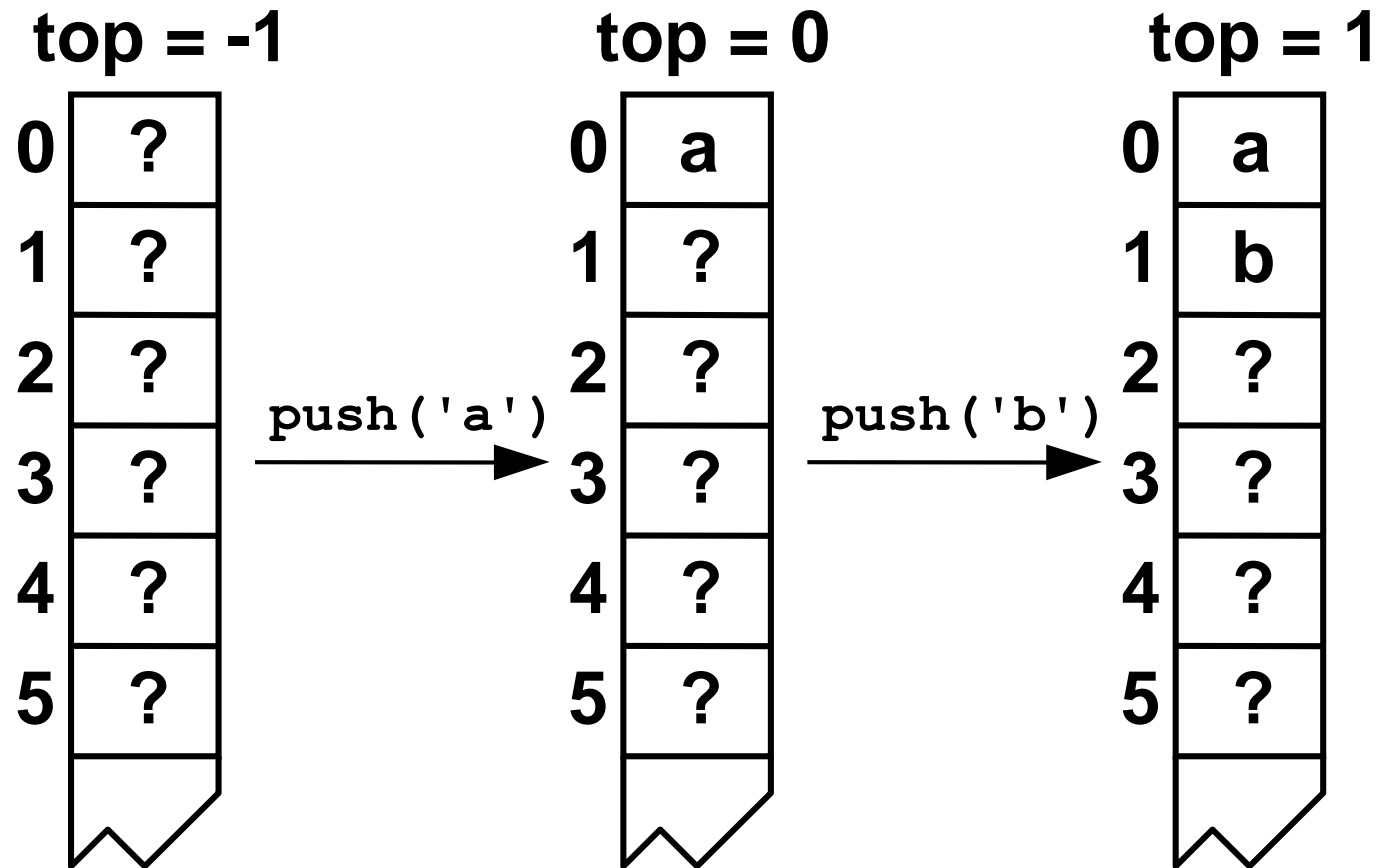 top = -1
0 ?
1 ?
2 ?
3 ?
4 ?
5 ?
push('a')
top = 0
0 a
1 ?
2 ?
3 ?
4 ?
5 ?
push('b')
top = 1
0 a
1 b
2 ?
3 ?
4 ?
5 ?